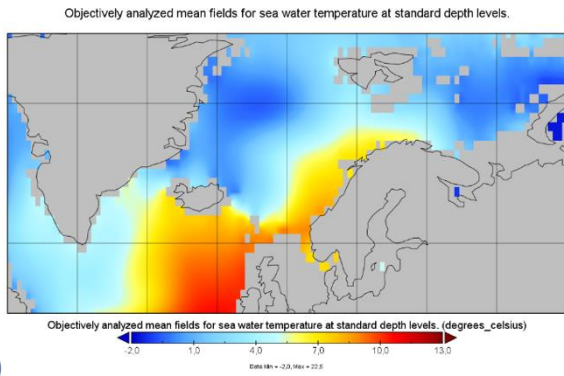 Objectively analyzed mean fields for sea water temperature at standard depth levels.
Objectively analyzed mean fields for sea water temperature at standard depth levels. (degrees_celsius)
-2,0 1,0 4,0 7,0 10,0 13,0
Data Min = -2,0, Max = 22,5